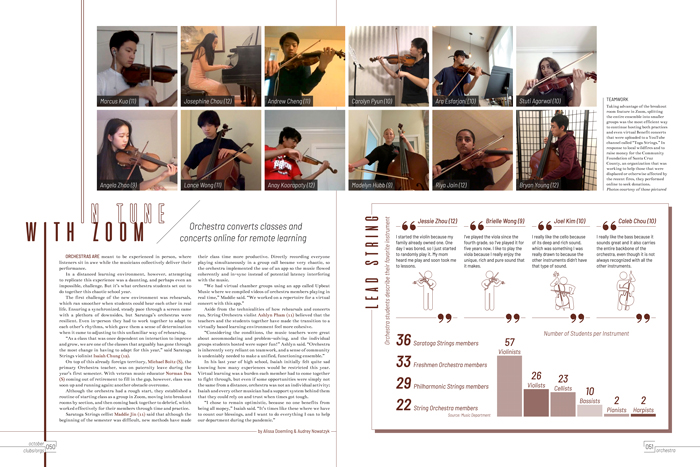 Marcus Kuo (11)
Josephine Chou (12)
Andrew Cheng (11)
Carolyn Pyun (10)
Ara Esfarjani (10)
Stuti Agarwal (10)
Angela Zhao (9)
Lance Wong (11)
Anay Koorapaty (12)
Madelyn Hubb (9)
Riyo Jain (12)
Bryan Young (12)
TEAMWORK
Taking advantage of the breakout
room feature in Zoom, splitting
the entire ensemble into smaller
groups was the most efficient way
to continue having both practices
and even virtual Benefit concerts
that were uploaded to a YouTube
channel called "Toga Strings." In
response to local wildfires and to
raise money for the Community
Foundation of Santa Cruz
County, an organization that was
working to help those that were
displaced or otherwise affected by
the recent fires, they performed
online to seek donations.
Photos courtesy of those pictured
IN TUNE
WITH ZOOM
Orchestra converts classes and
concerts online for remote learning
ORCHESTRAS ARE meant to be experienced in person, where
listeners sit in awe while the musicians collectively deliver their
performance.
In a distanced learning environment, however, attempting
to replicate this experience was a daunting, and perhaps even an
impossible, challenge. But it's what orchestra students set out to
do together this chaotic school year.
The first challenge of the new environment was rehearsals,
which ran smoother when students could hear each other in real
time. Ensuring a synchronized, steady pace through a screen came
with a plethora of downsides, but Saratoga's orchestras were
resilient. Even in-person they had to work together to adapt to
each other's rhythms, which gave them a sense of determination
when it came to adjusting to this unfamiliar way of rehearsing.
"As a class that was more dependent on interaction to improve
and grow, we are one of the classes that arguably has gone through
the most change in having to adapt for this year," said Saratoga
Strings violinist Isaiah Chang (12).
On top of this already foreign territory, Michael Boitz (S), the
primary Orchestra teacher, was on paternity leave during the
year's first semester. With veteran music educator Norman Dea
(S) coming out of retirement to fill in the gap, however, class was
once up and running again: another obstacle overcome.
Although the orchestra had a rough start, they established a
routine of starting class as a group in Zoom, moving into breakout
rooms by section, and then coming back together to debrief, which
worked effectively for their members through time and practice.
Saratoga Strings cellist Maddie Jin (11) said that although the
beginning of the semester was difficult, new methods have made
their class time more productive. Directly recording everyone
playing simultaneously in a group call became very chaotic, so
the orchestra implemented the use of an app so the music flowed
coherently and in-sync instead of potential latency interfering
with the music.
"We had virtual chamber groups using an app called Upbeat
Music where we compiled videos of orchestra members playing in
real time," Maddie said. "We worked on a repertoire for a virtual
concert with this app."
Aside from the technicalities of how rehearsals and concerts
run, String Orchestra violist Ashlyn Pham (11) believed that the
teachers and the students together have made the transition to a
virtually based learning environment feel more cohesive.
"Considering the conditions, the music teachers were great
about accommodating and problem-solving, and the individual
groups students hosted were super fun!" Ashlyn said. "Orchestra
is inherently very reliant on teamwork, and a sense of community
is undeniably needed to make a unified, functioning ensemble."
In his last year of high school, Isaiah initially felt quite sad
knowing how many experiences would be restricted this year.
Virtual learning was a burden each member had to come together
to fight through, but even if some opportunities were simply not
the same from a distance, orchestra was not an individual activity;
Isaiah and every other musician had a support system behind them
that they could rely on and trust when times got tough.
"I chose to remain optimistic, because no one benefits from
being all mopey," Isaiah said. "It's times like these where we have
to count our blessings, and I want to do everything I can to help
our department during the pandemic."
— by Alissa Doemling & Audrey Nowatzyk
LEAD STRING
Orchestra students describe their favorite instrument
Jessie Zhou (12)
I started the violin because my
family already owned one. One
day I was bored, so I just started
to randomly play it. My mom
heard me play and soon took me
to lessons.
Brielle Wong (9)
I've played the viola since the
fourth grade, so I've played it for
five years now. I like to play the
viola because I really enjoy the
unique, rich and pure sound that
it makes.
Joel Kim (10)
I really like the cello because
of its deep and rich sound,
which was something I was
really drawn to because the
other instruments didn't have
that type of sound.
Caleb Chou (10)
I really like the bass because it
sounds great and it also carries
the entire backbone of the
orchestra, even though it is not
always recognized with all the
other instruments.
36 Saratoga Strings members
33 Freshmen Orchestra members
29 Philharmonic Strings members
22 String Orchestra members
Source: Music Department
Number of Students per Instrument
57
Violinists
26
Violists
23
Cellists
10
Bassists
2
Pianists
2
Harpists
october
clubs/orgs
050
051
orchestra